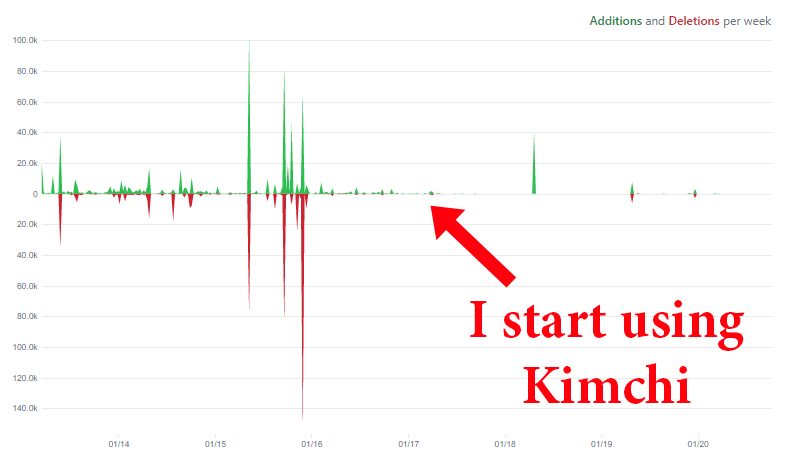 Additions and Deletions per week
100.0k
80.0k
60.0k
40.0k
20.0k
0
20.0k
40.0k
60.0k
80.0k
100.0k
120.0k
140.0k
I start using
Kimchi
01/14 01/15 01/16 01/17 01/18 01/19 01/20